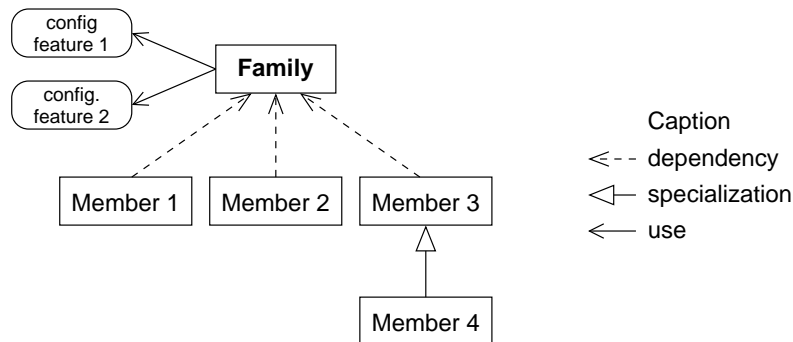 config
feature 1
config.
feature 2
Family
Member 1
Member 2
Member 3
Member 4
Caption
dependency
specialization
use